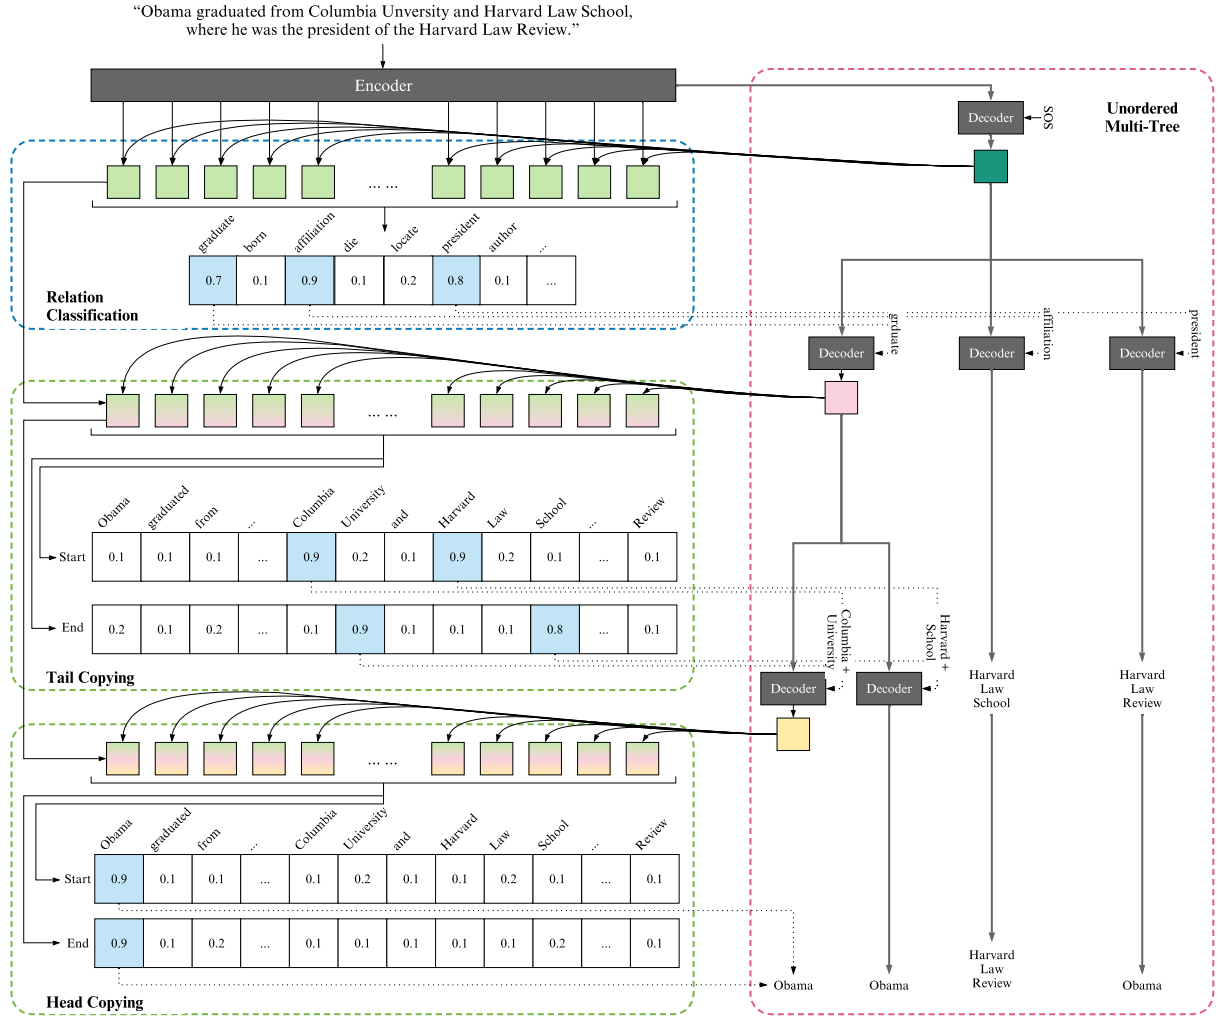 “Obama graduated from Columbia Unversity and Harvard Law School,
where he was the president of the Harvard Law Review.”
Encoder
Decoder
SOS
Unordered
Multi-Tree
... ...
graduate born affiliation die locate president author ...
0.7 0.1 0.9 0.1 0.2 0.8 0.1 ...
Relation
Classification
grduate
affiliation
president
Decoder Decoder Decoder
... ...
Obama graduated from ... Columbia University and Harvard Law School ... Review
Start 0.1 0.1 0.1 ... 0.9 0.2 0.1 0.9 0.2 0.1 ... 0.1
End 0.2 0.1 0.2 ... 0.1 0.9 0.1 0.1 0.1 0.8 ... 0.1
Tail Copying
Columbia +
University
Harvard +
School
Decoder Decoder
Harvard
Law
School
Harvard
Law
Review
... ...
Obama graduated from ... Columbia University and Harvard Law School ... Review
Start 0.9 0.1 0.1 ... 0.1 0.2 0.1 0.1 0.2 0.1 ... 0.1
End 0.9 0.1 0.2 ... 0.1 0.1 0.1 0.1 0.1 0.2 ... 0.1
Head Copying
Obama
Obama
Harvard
Law
Review
Obama